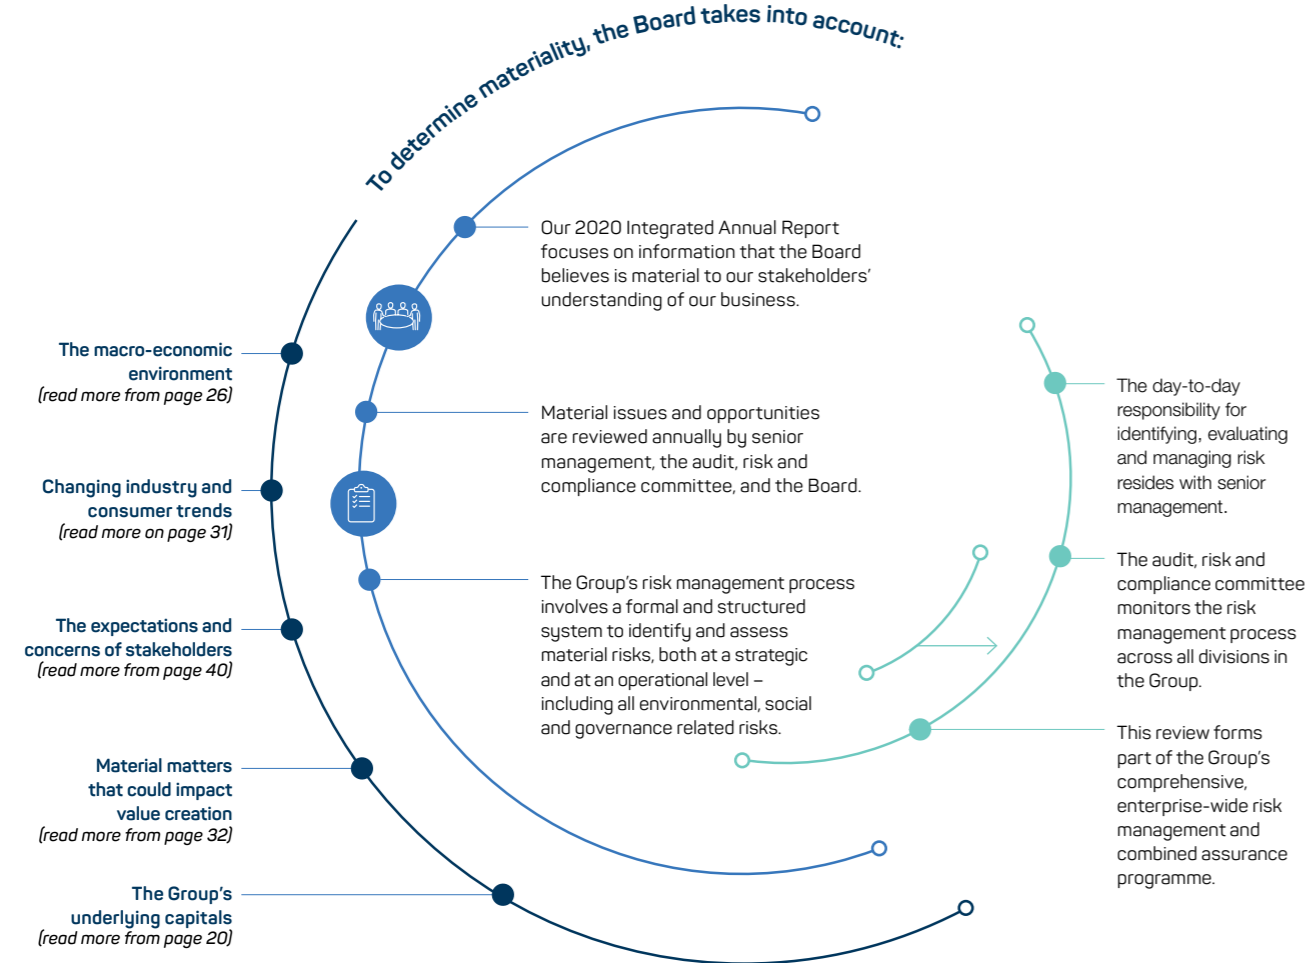 To determine materiality, the Board takes into account:
The macro-economic
environment
(read more from page 26)
Changing industry and
consumer trends
(read more on page 31)
The expectations and
concerns of stakeholders
(read more from page 40)
Material matters
that could impact
value creation
(read more from page 32)
The Group's
underlying capitals
(read more from page 20)
Our 2020 Integrated Annual Report
focuses on information that the Board
believes is material to our stakeholders'
understanding of our business.
Material issues and opportunities
are reviewed annually by senior
management, the audit, risk and
compliance committee, and the Board.
The Group's risk management process
involves a formal and structured
system to identify and assess
material risks, both at a strategic
and at an operational level –
including all environmental, social
and governance related risks.
The day-to-day
responsibility for
identifying, evaluating
and managing risk
resides with senior
management.
The audit, risk and
compliance committee
monitors the risk
management process
across all divisions in
the Group.
This review forms
part of the Group's
comprehensive,
enterprise-wide risk
management and
combined assurance
programme.